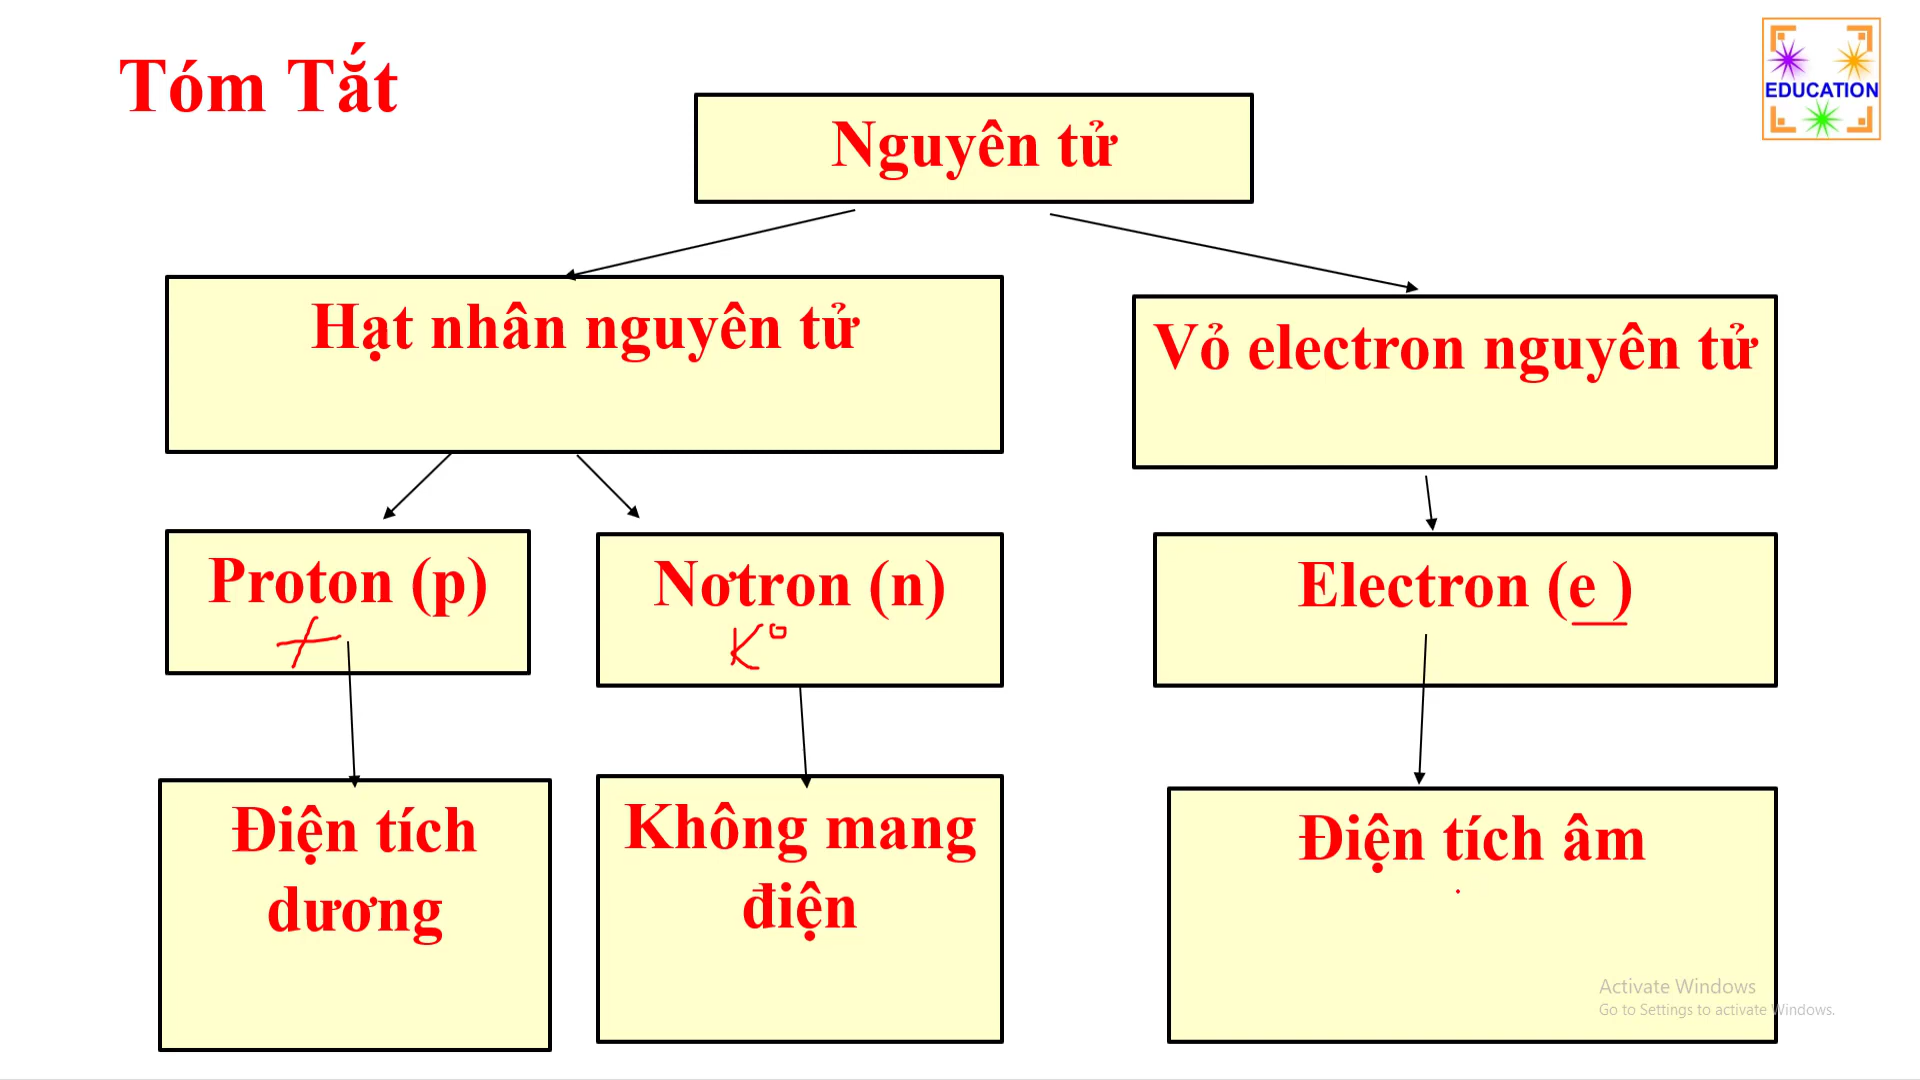 Tóm Tắt
EDUCATION
Nguyên tử
Hạt nhân nguyên tử
Vỏ electron nguyên tử
Proton (p)
Nơtron (n)
Electron (e )
+
K°
Điện tích
dương
Không mang
điện
Điện tích âm
Activate Windows
Go to Settings to activate Windows.